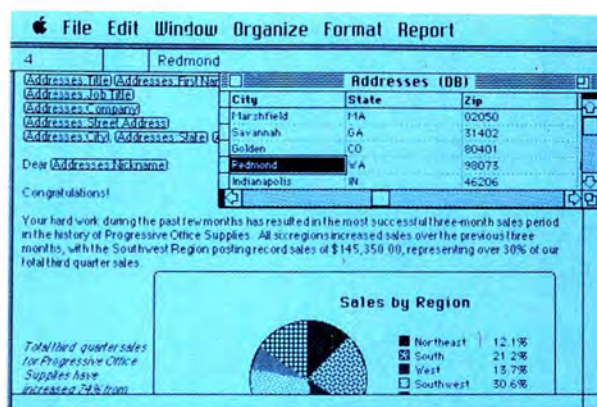 File Edit Window Organize Format Report
4 Redmond
Addresses.Title Addresses.First Nar
Addresses.Job Title
Addresses.Company
Addresses.Street Address
Addresses.City, Addresses.State
Dear Addresses.Nickname
Congratulations!
Addresses (DB)
City State Zip
Marshfield MA 02050
Savannah GA 31402
Golden CO 80401
Redmond WA 98073
Indianapolis IN 46206
Your hard work during the past few months has resulted in the most successful three-month sales period
in the history of Progressive Office Supplies. All six regions increased sales over the previous three
months, with the Southwest Region posting record sales of $145,350.00, representing over 30% of our
total third quarter sales.
Total third quarter sales
for Progressive Office
Supplies have
increased 24% from
Sales by Region
Northeast 12.1%
South 21.2%
West 13.7%
Southwest 30.6%